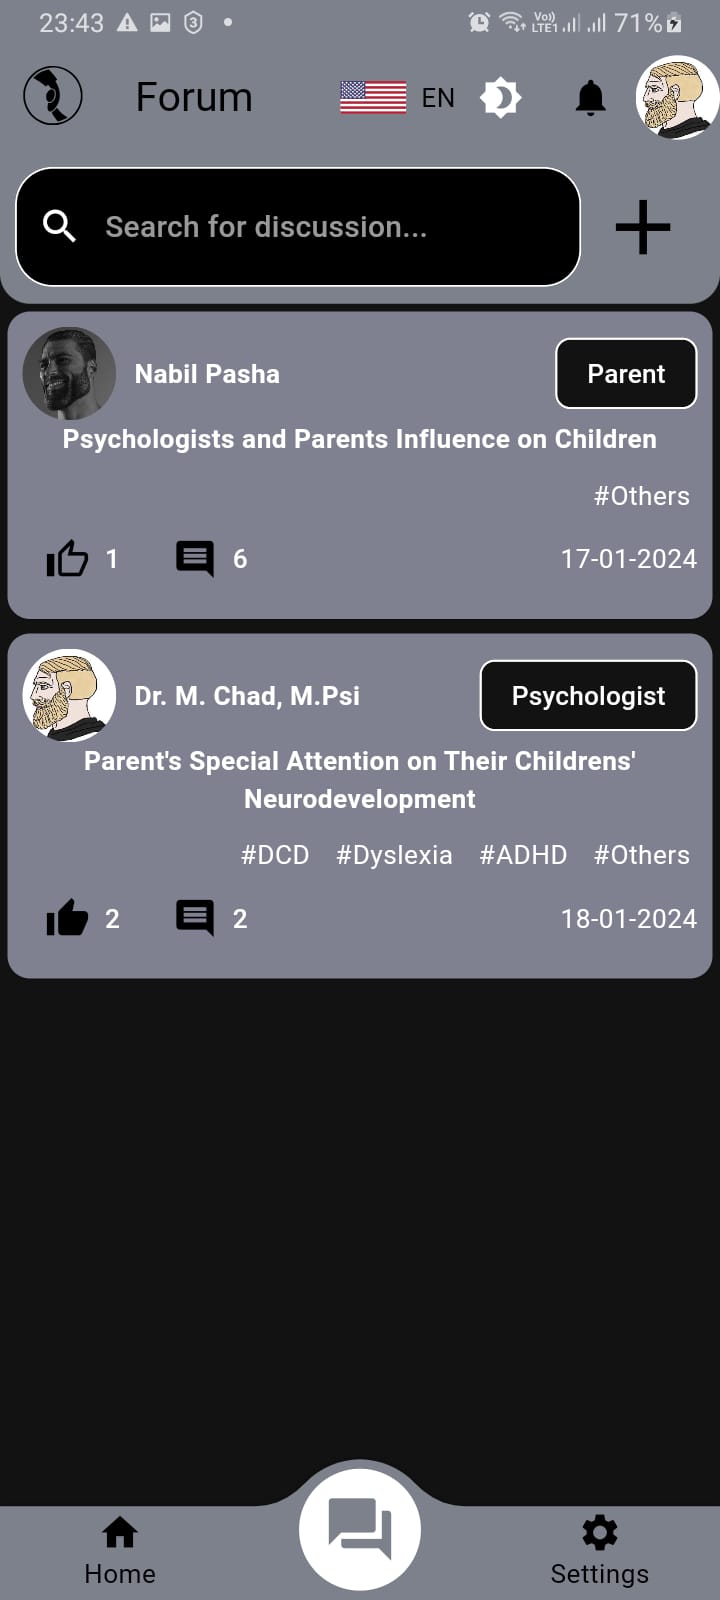 23:43
3
Vo))
LTE1
71%
Forum
EN
Search for discussion...
Nabil Pasha
Parent
Psychologists and Parents Influence on Children
#Others
1
6
17-01-2024
Dr. M. Chad, M.Psi
Psychologist
Parent's Special Attention on Their Childrens'
Neurodevelopment
#DCD #Dyslexia #ADHD #Others
2
2
18-01-2024
Home
Settings